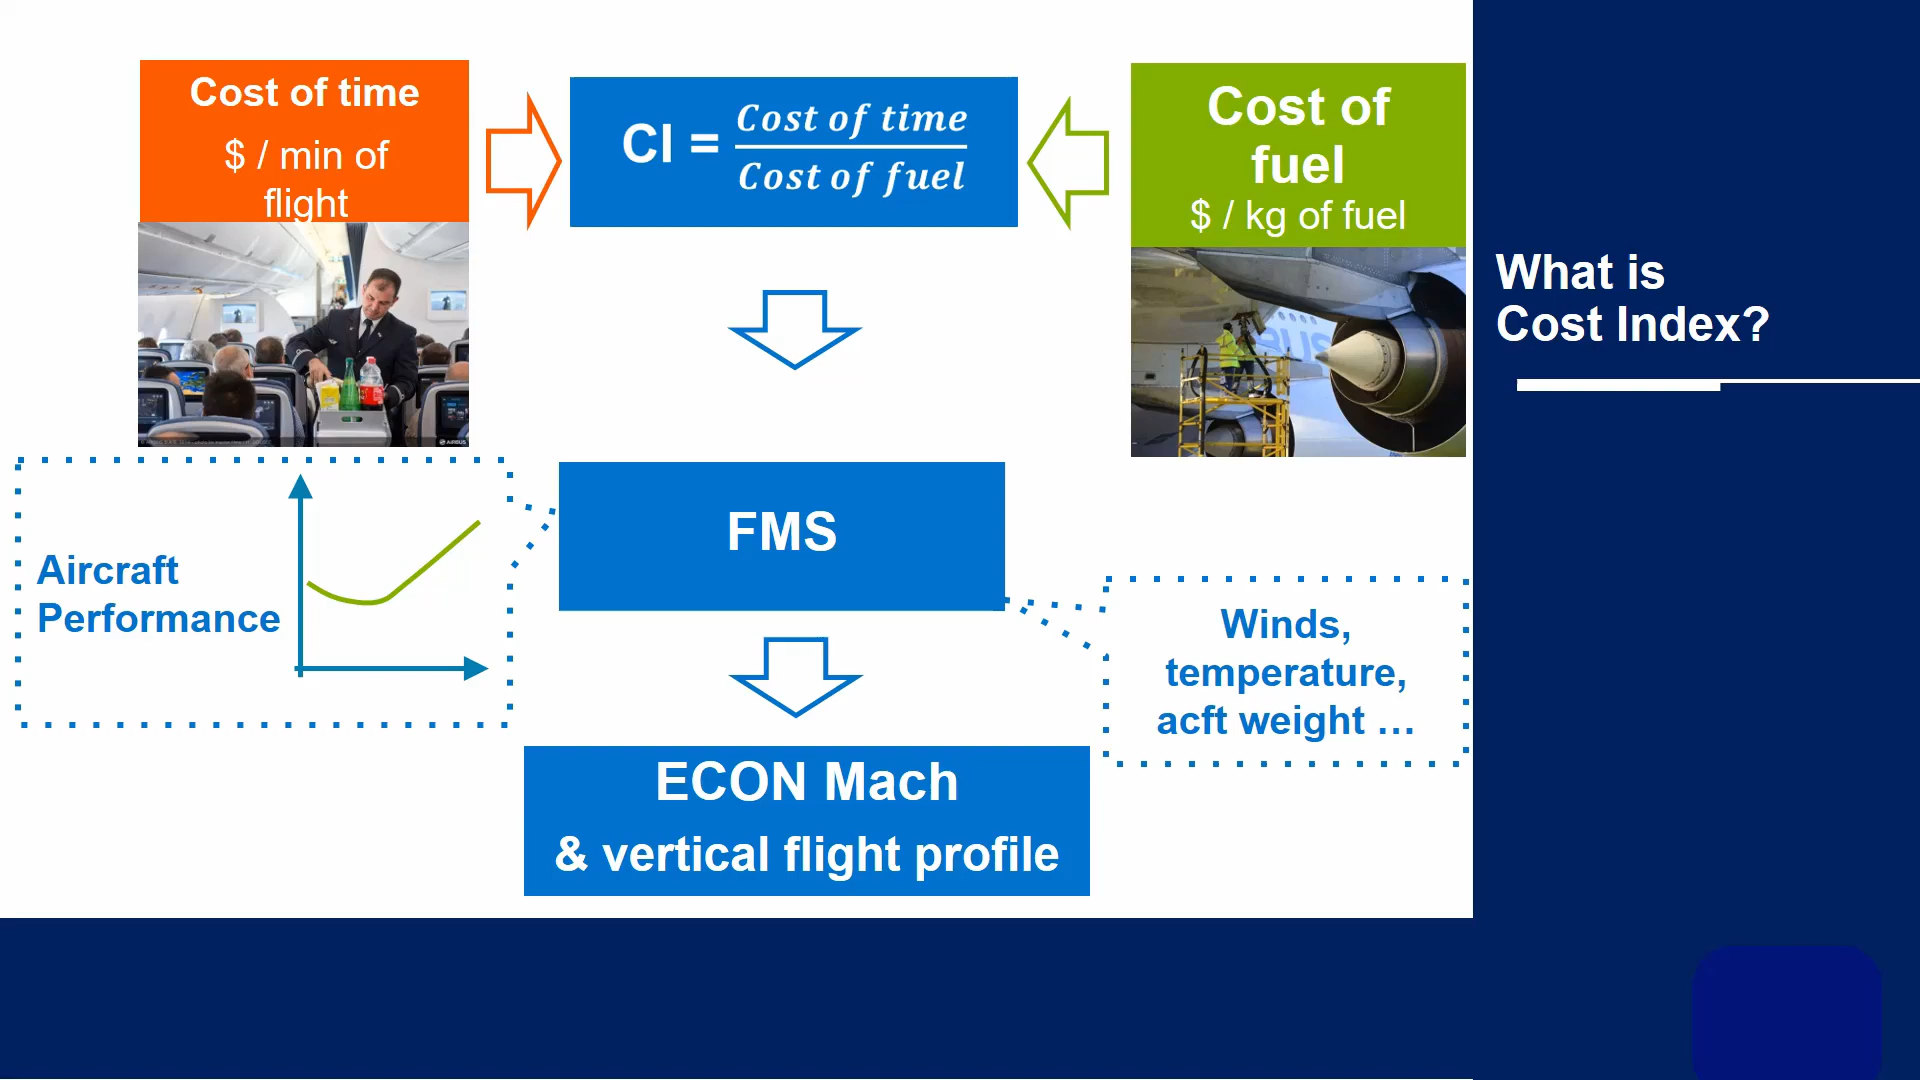 Cost of time
$ / min of
flight
CI = Cost of time
Cost of fuel
Cost of
fuel
$ / kg of fuel
What is
Cost Index?
AIRBUS
FMS
Aircraft
Performance
Winds,
temperature,
acft weight ...
ECON Mach
& vertical flight profile